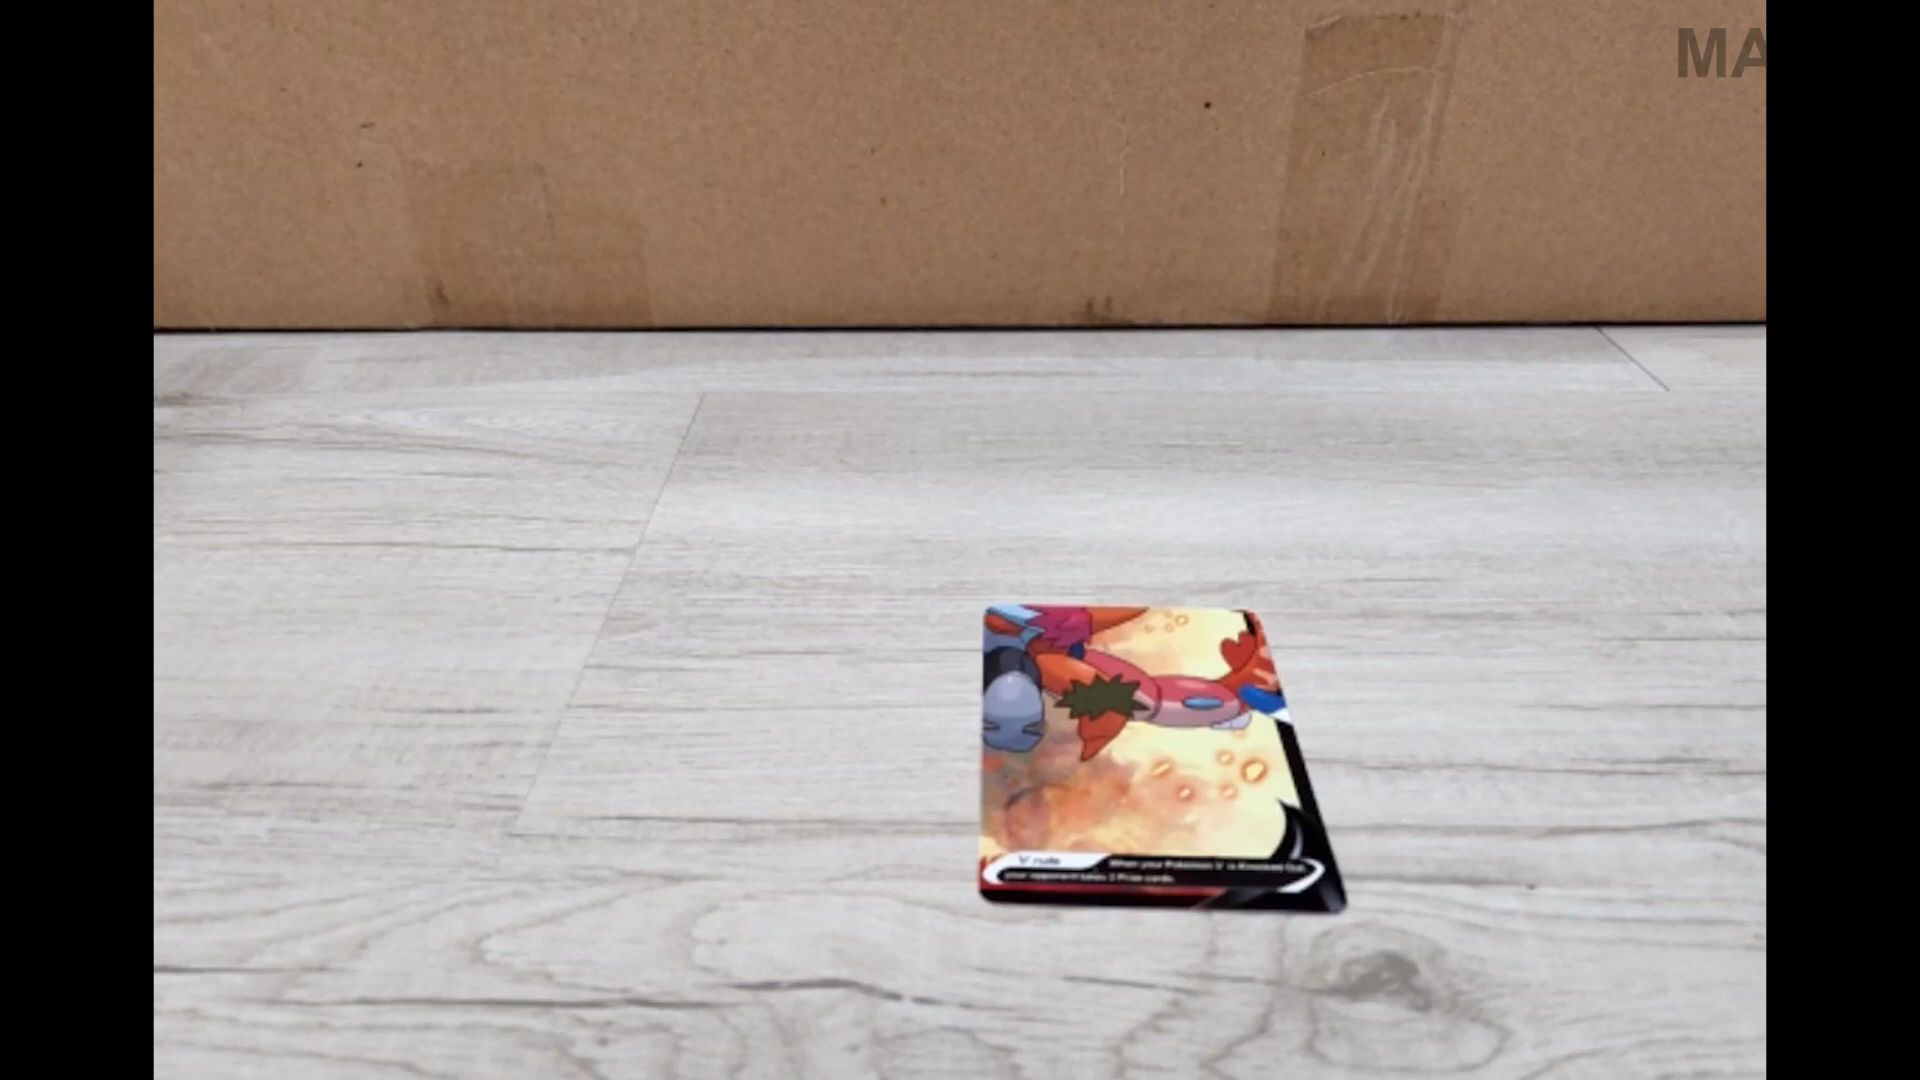 MA
V rule
When your Pokémon V is Knocked Out,
your opponent takes 2 Prize cards.